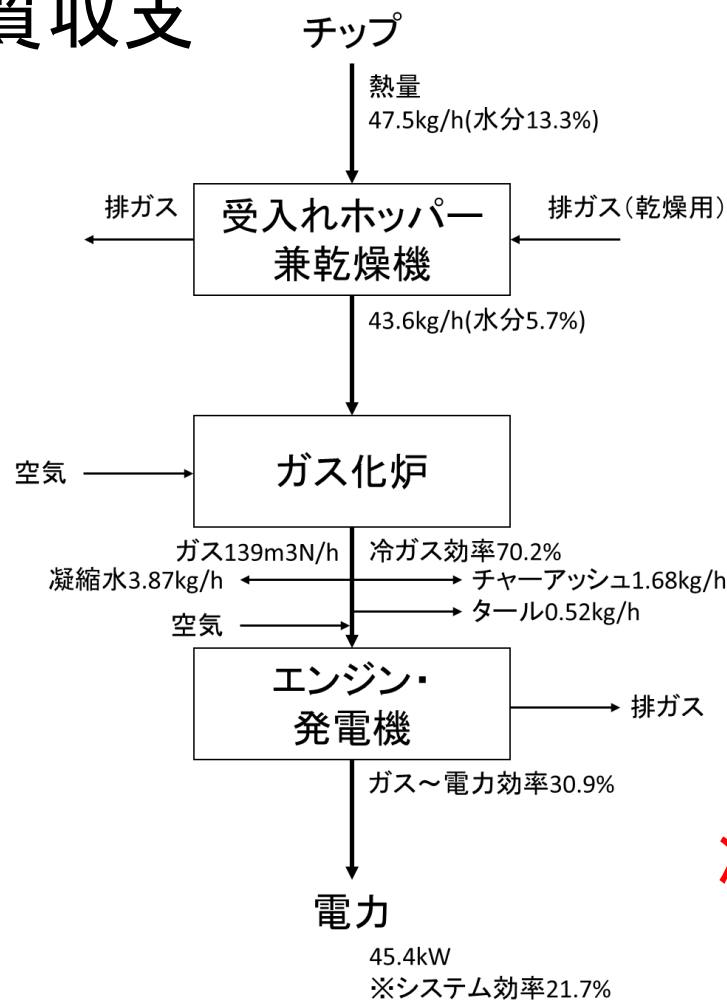 質収支
チップ
熱量
47.5kg/h(水分13.3%)
排ガス
受入れホッパー
兼乾燥機
排ガス（乾燥用）
43.6kg/h(水分5.7%)
空気
ガス化炉
ガス139m3N/h
冷ガス効率70.2%
凝縮水3.87kg/h
チャーアッシュ1.68kg/h
タール0.52kg/h
空気
エンジン・
発電機
排ガス
ガス～電力効率30.9%
電力
45.4kW
※システム効率21.7%